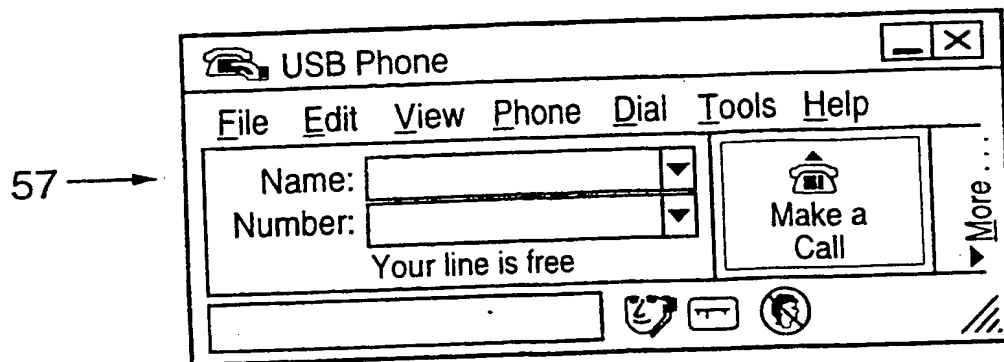 USB Phone
File Edit View Phone Dial Tools Help
57
Name:
Number:
Your line is free
Make a
Call
More ...